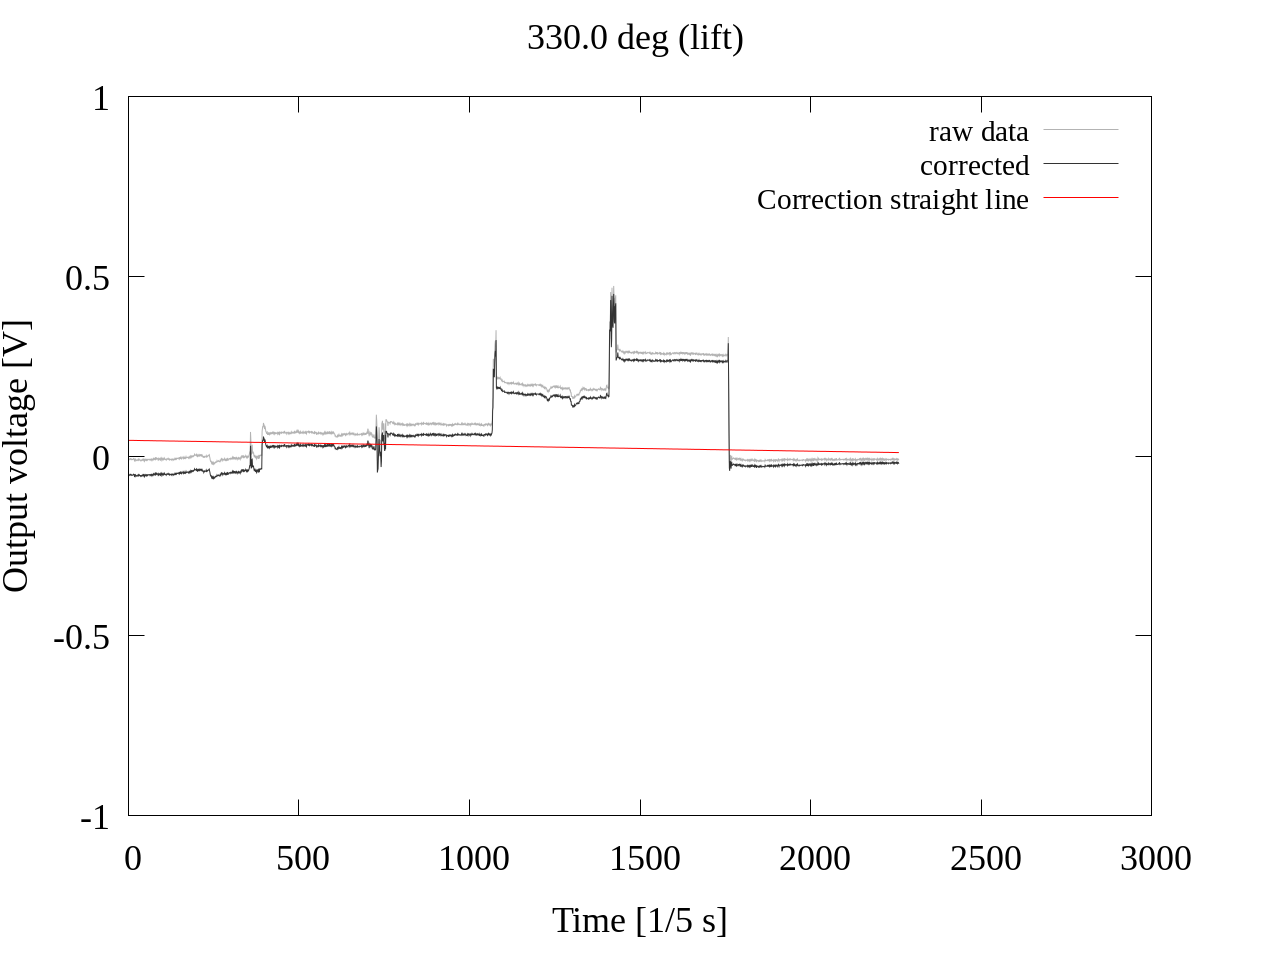 330.0 deg (lift)
1
0.5
0
-0.5
-1
Output voltage [V]
raw data
corrected
Correction straight line
0 500 1000 1500 2000 2500 3000
Time [1/5 s]